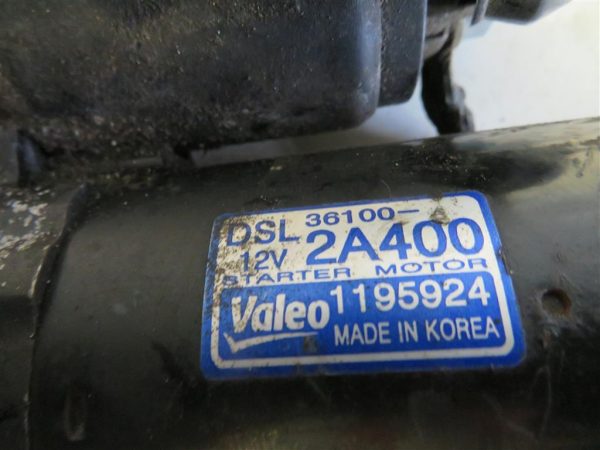 DSL 36100-
12V 2A400
STARTER MOTOR
Valeo 1195924
MADE IN KOREA